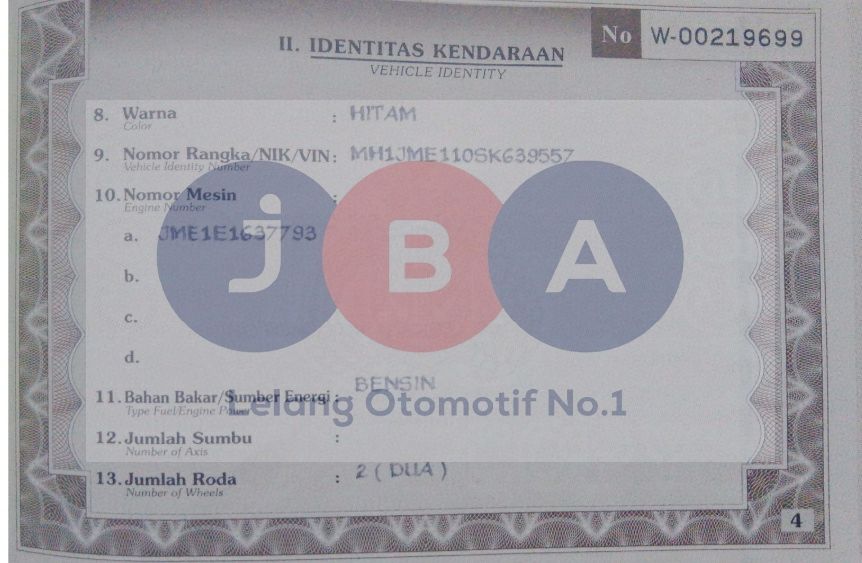 No W-00219699
II. IDENTITAS KENDARAAN
VEHICLE IDENTITY
8. Warna : HITAM
Color
9. Nomor Rangka/NIK/VIN: MH1JME110SK639557
Vehicle Identity Number
10. Nomor Mesin :
Engine Number
a. JME1E1637793
b.
c.
d.
jBA
11. Bahan Bakar/Sumber Energi : BENSIN
Type Fuel/Engine Power
Lelang Otomotif No.1
12. Jumlah Sumbu :
Number of Axis
13. Jumlah Roda : 2 ( DUA )
Number of Wheels
4